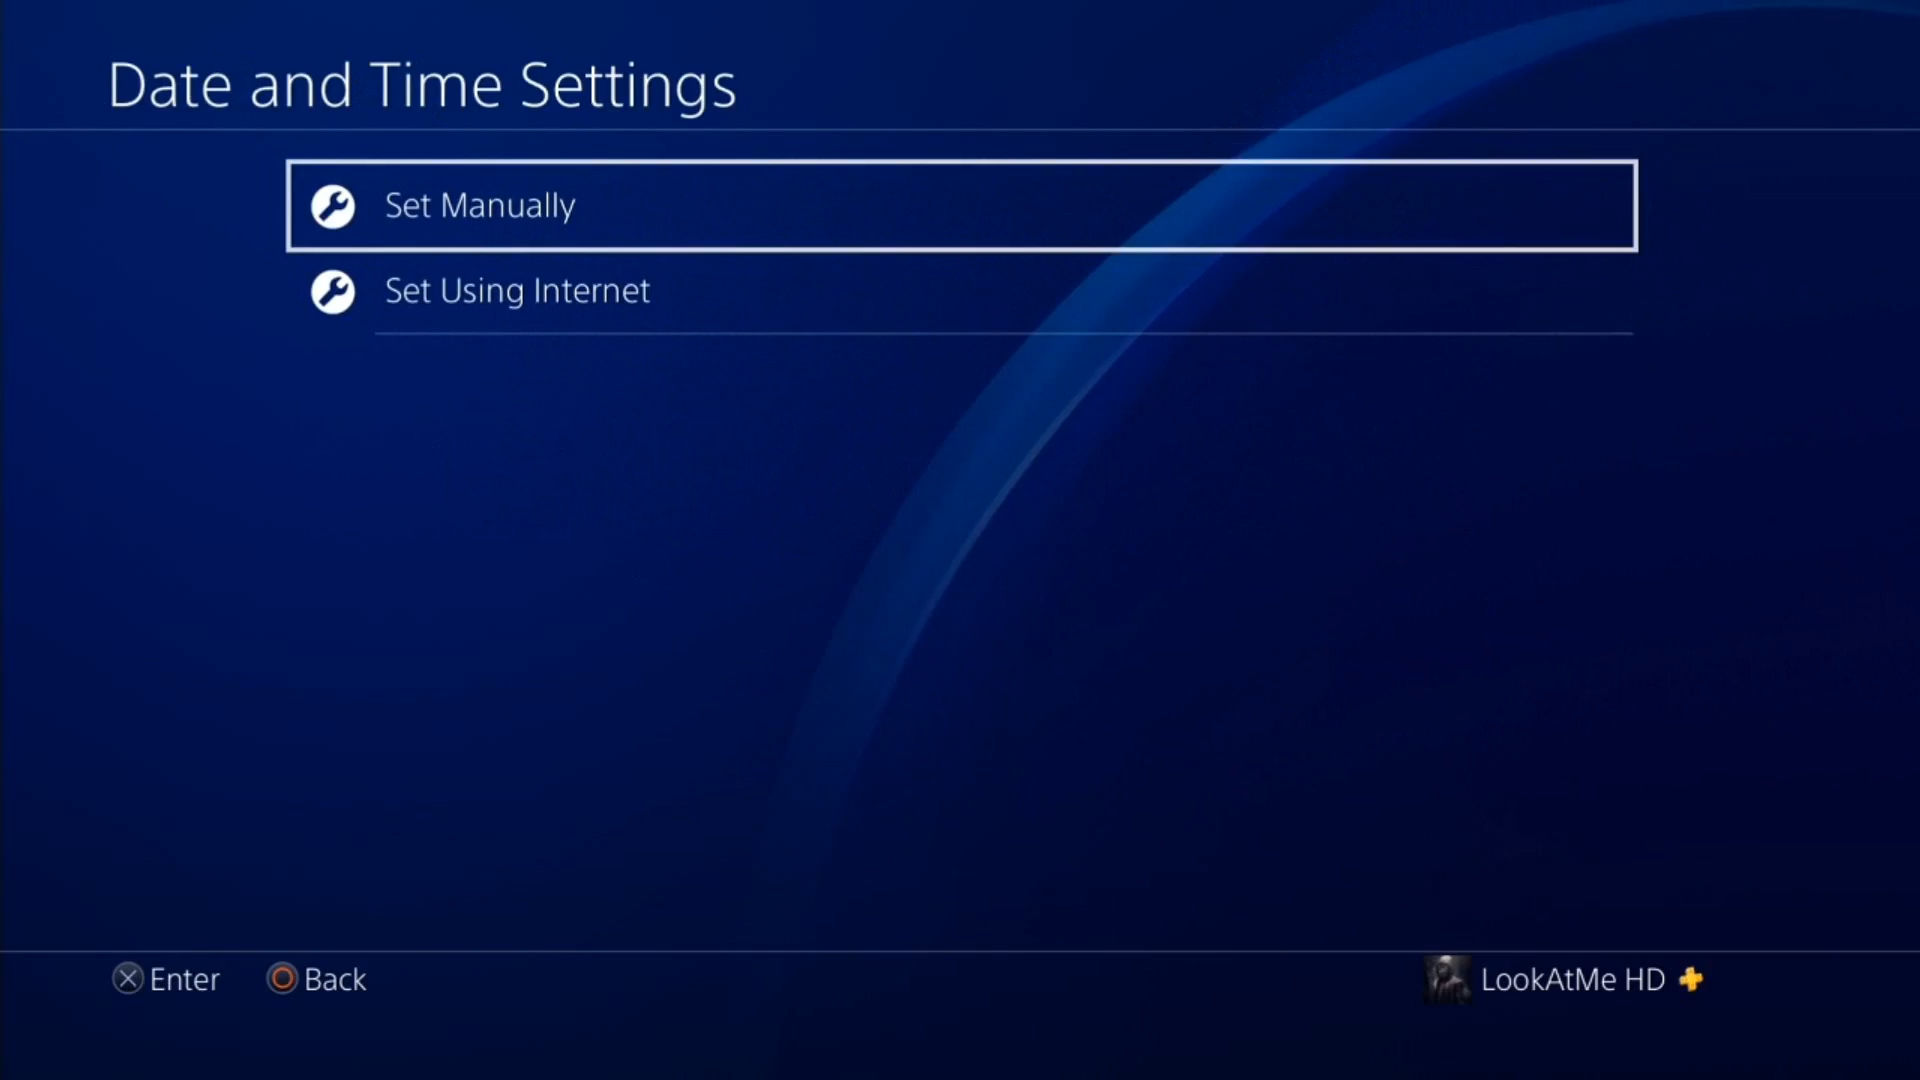 Date and Time Settings
Set Manually
Set Using Internet
Enter Back LookAtMe HD